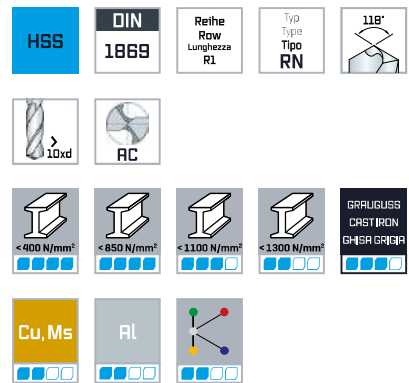 HSS
DIN
1869
Reihe
Row
Lunghezza
R1
Typ
Type
Tipo
RN
118°
>
10xd
AC
<400 N/mm²
<850 N/mm²
<1100 N/mm²
<1300 N/mm²
GRAUGUSS
CAST IRON
GHISA GRIGIA
Cu, Ms
Al